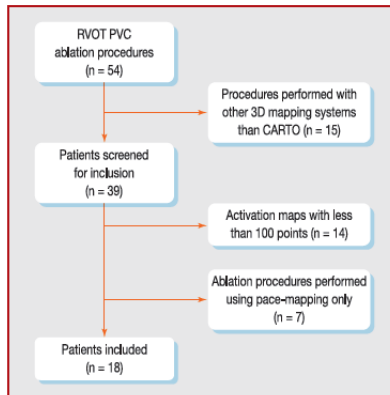 RVOT PVC
ablation procedures
(n = 54)
Procedures performed with
other 3D mapping systems
than CARTO (n = 15)
Patients screened
for inclusion
(n = 39)
Activation maps with less
than 100 points (n = 14)
Ablation procedures performed
using pace-mapping only
(n = 7)
Patients included
(n = 18)